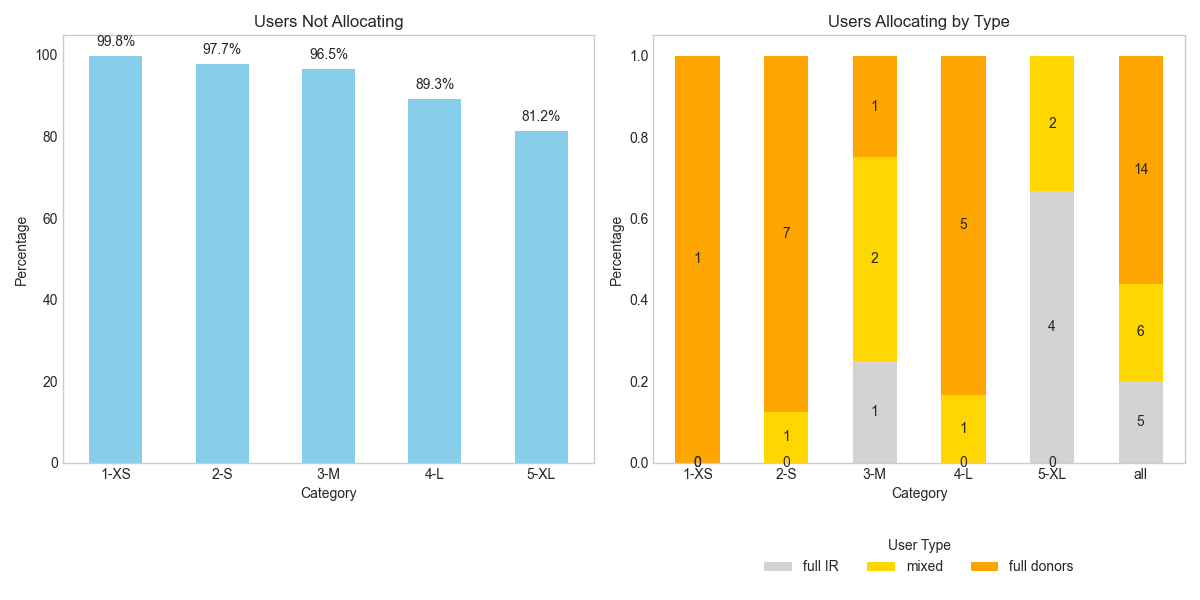 Users Not Allocating
Percentage
100
80
60
40
20
0
99.8%
97.7%
96.5%
89.3%
81.2%
1-XS
2-S
3-M
4-L
5-XL
Category
Users Allocating by Type
Percentage
1.0
0.8
0.6
0.4
0.2
0.0
1
0
7
1
0
1
2
1
5
1
0
2
4
0
14
6
5
1-XS
2-S
3-M
4-L
5-XL
all
Category
User Type
full IR
mixed
full donors